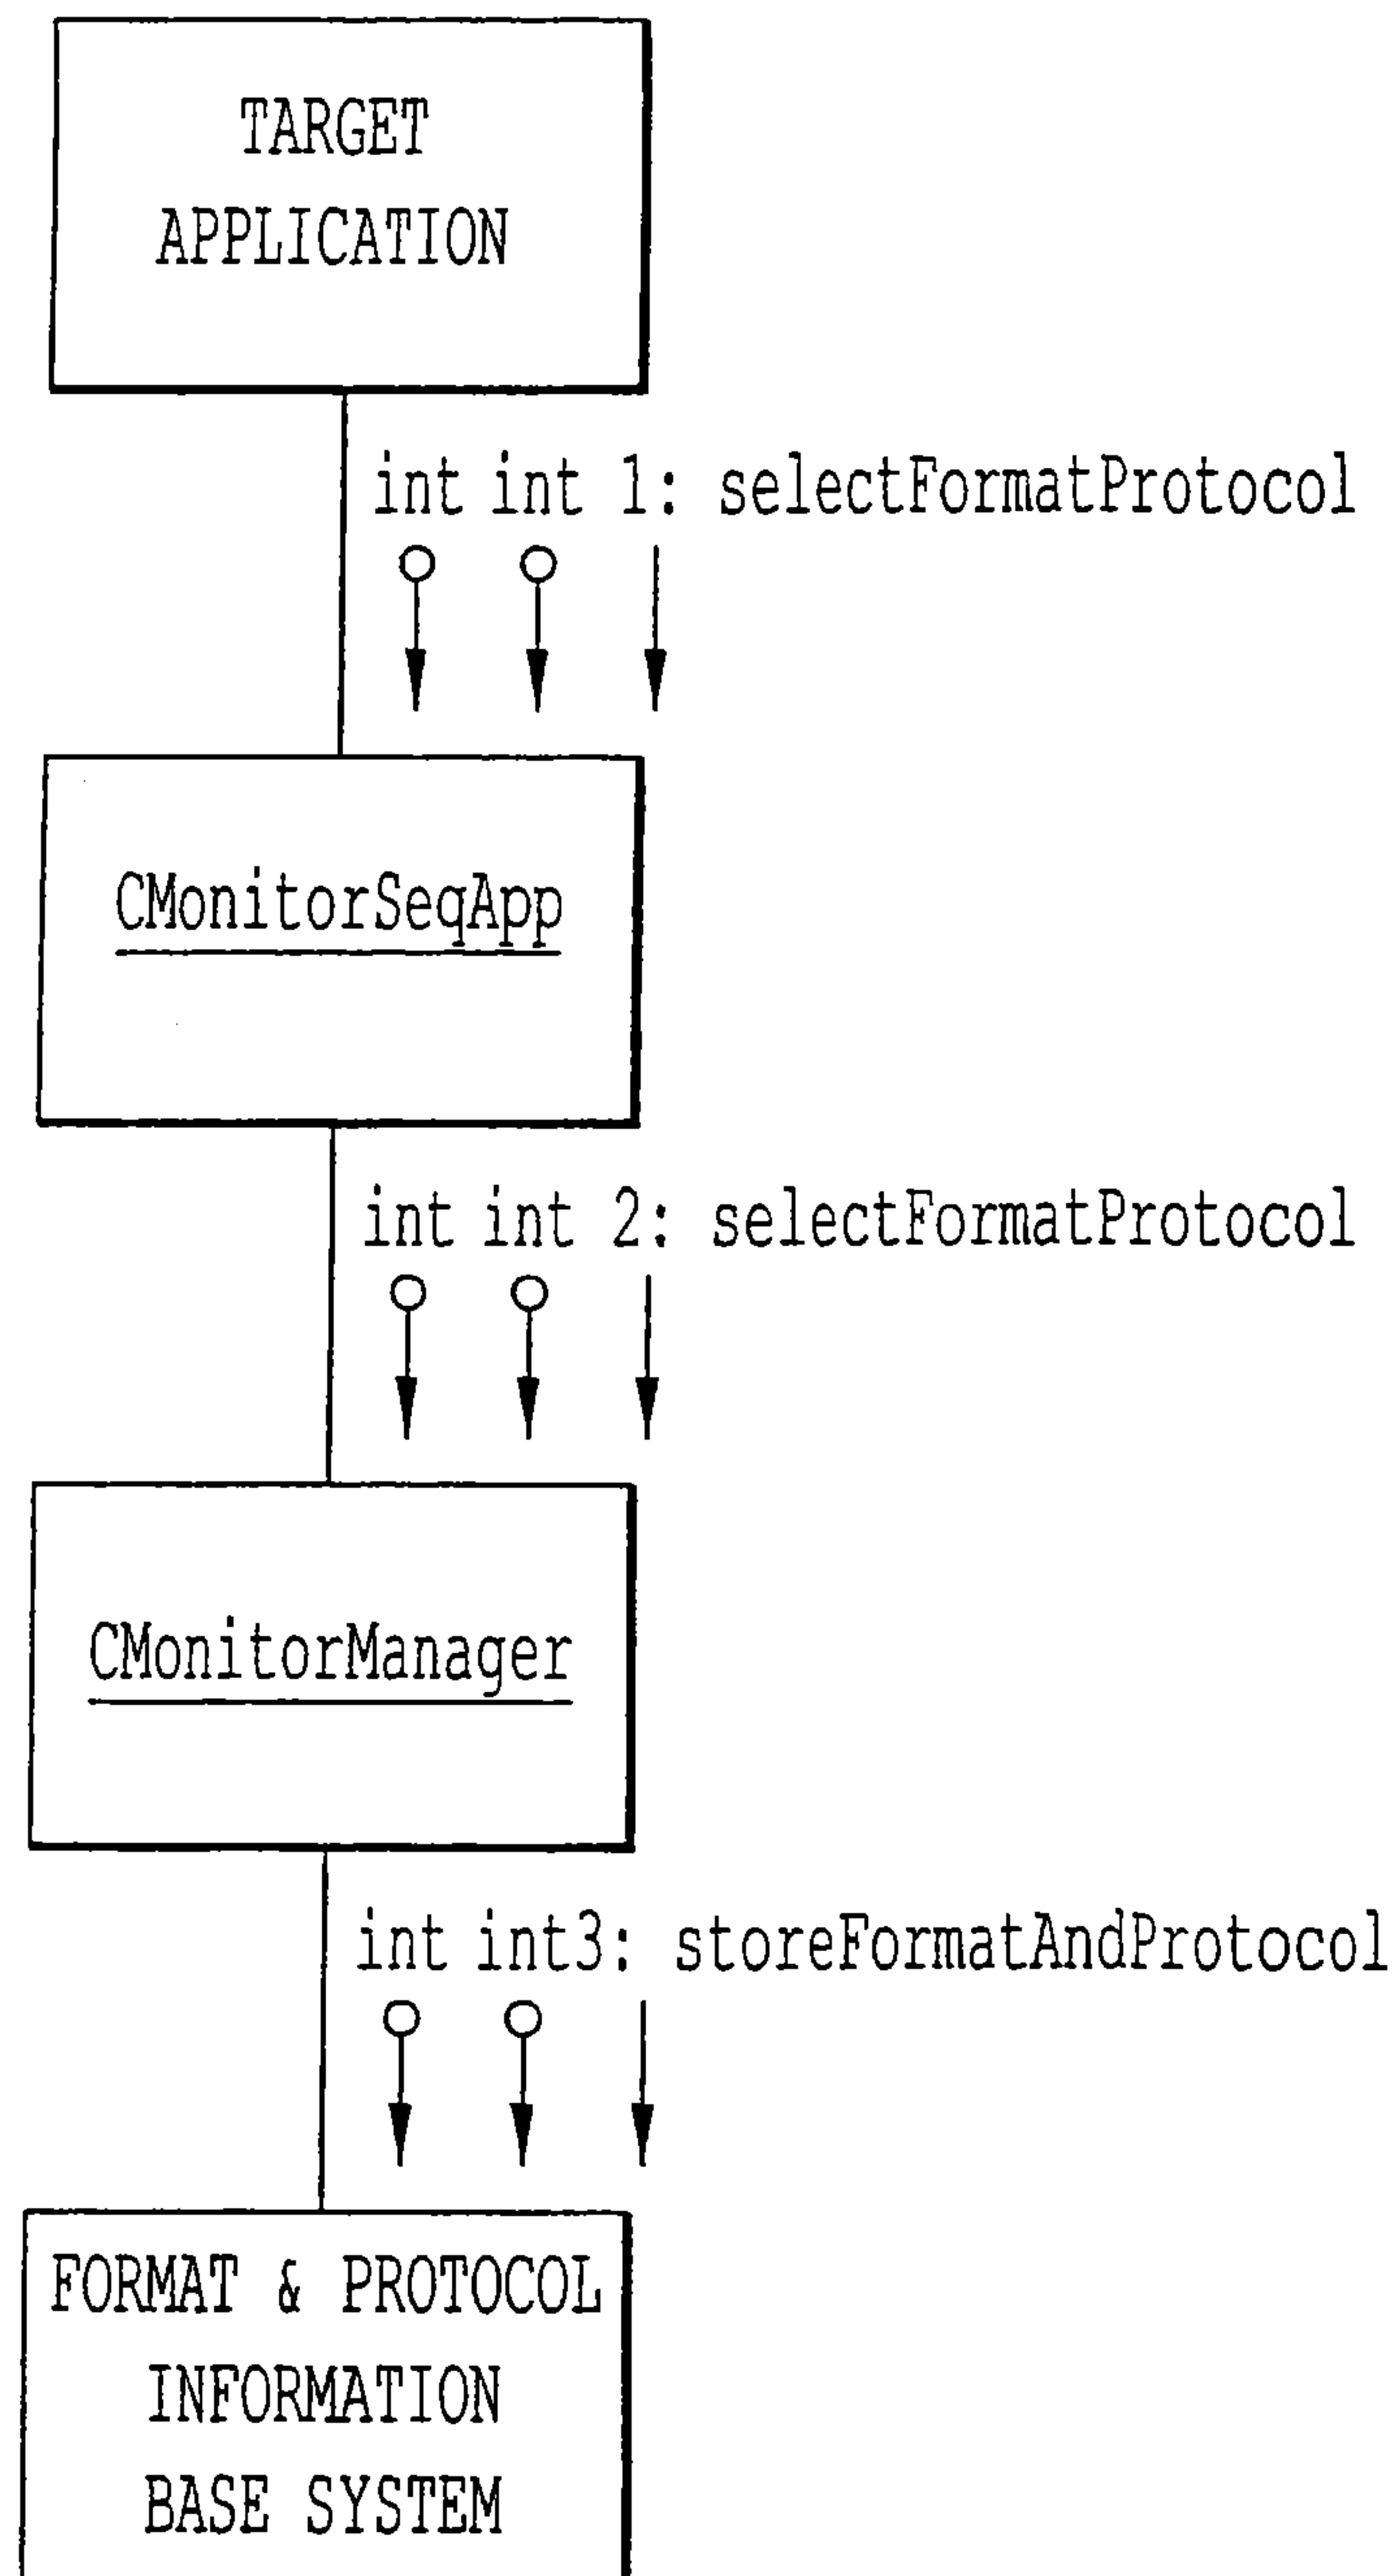 TARGET
APPLICATION
int int 1: selectFormatProtocol
CMonitorSeqApp
int int 2: selectFormatProtocol
CMonitorManager
int int3: storeFormatAndProtocol
FORMAT & PROTOCOL
INFORMATION
BASE SYSTEM